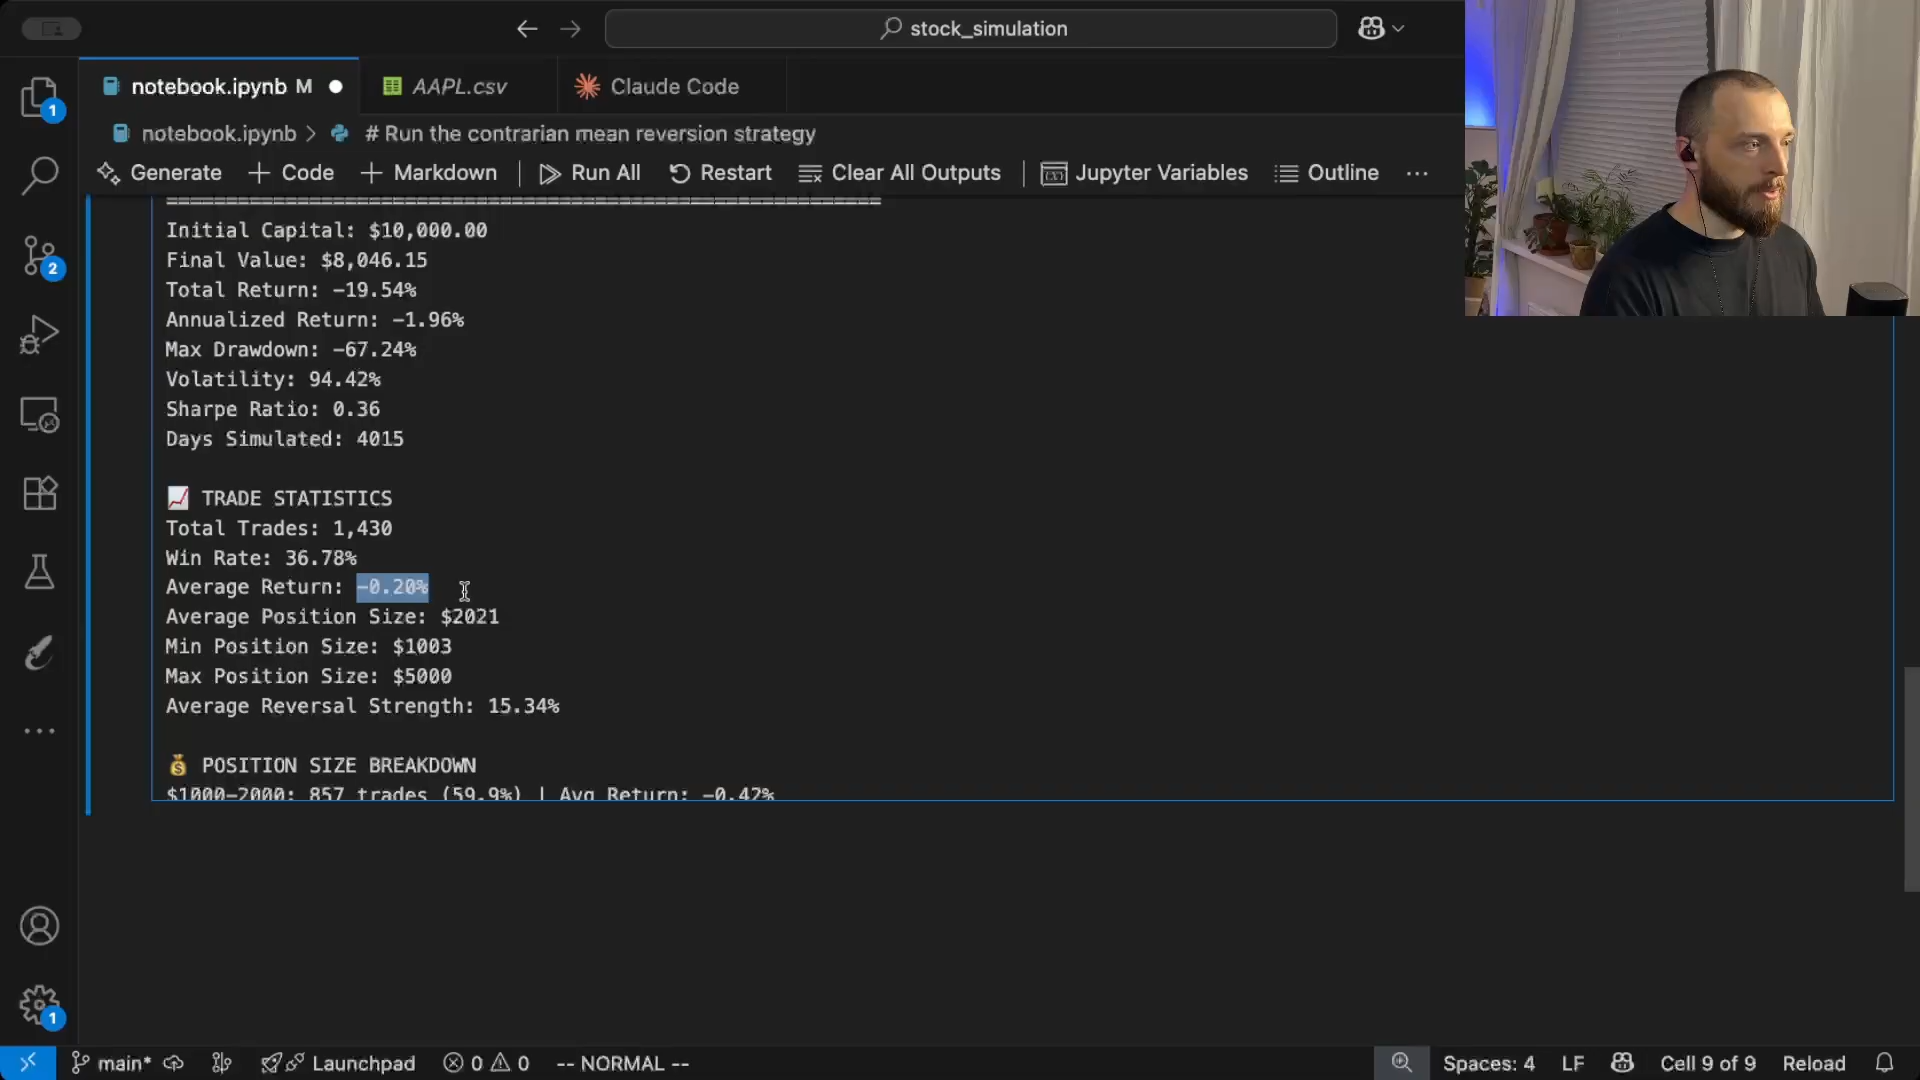 stock_simulation
notebook.ipynb M
AAPL.csv
Claude Code
notebook.ipynb > # Run the contrarian mean reversion strategy
Generate + Code + Markdown | Run All Restart Clear All Outputs | Jupyter Variables Outline ...
Initial Capital: $10,000.00
Final Value: $8,046.15
Total Return: -19.54%
Annualized Return: -1.96%
Max Drawdown: -67.24%
Volatility: 94.42%
Sharpe Ratio: 0.36
Days Simulated: 4015
TRADE STATISTICS
Total Trades: 1,430
Win Rate: 36.78%
Average Return: -0.20%
Average Position Size: $2021
Min Position Size: $1003
Max Position Size: $5000
Average Reversal Strength: 15.34%
POSITION SIZE BREAKDOWN
$1000-2000: 857 trades (59.9%) | Avg Return: -0.42%
1
2
1
main* Launchpad 0 0 -- NORMAL -- Spaces: 4 LF Cell 9 of 9 Reload